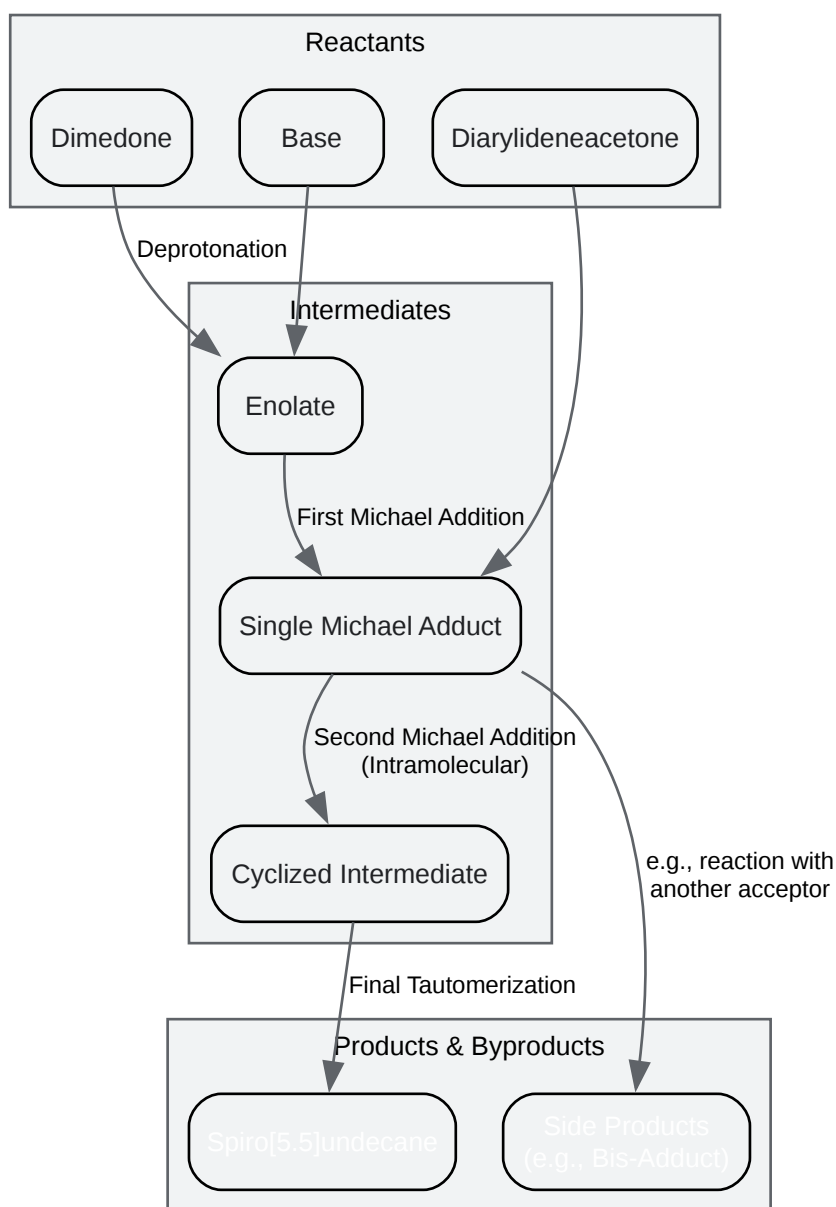 Reactants
Dimedone
Base
Diarylideneacetone
Deprotonation
Intermediates
Enolate
First Michael Addition
Single Michael Adduct
Second Michael Addition
(Intramolecular)
Cyclized Intermediate
e.g., reaction with
another acceptor
Final Tautomerization
Products & Byproducts
Spiro[5.5]undecane
Side Products
(e.g., Bis-Adduct)